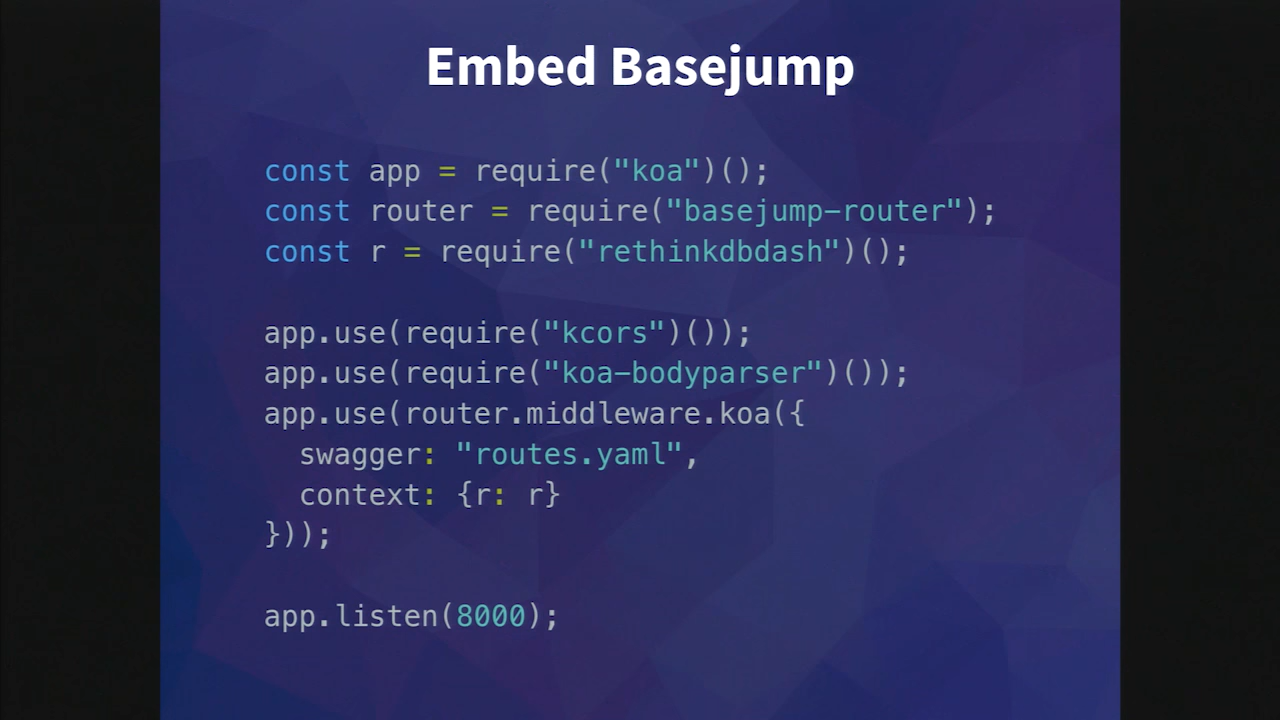 Embed Basejump
const app = require("koa")();
const router = require("basejump-router");
const r = require("rethinkdbdash")();
app.use(require("kcors")());
app.use(require("koa-bodyparser")());
app.use(router.middleware.koa({
  swagger: "routes.yaml",
  context: {r: r}
}));
app.listen(8000);